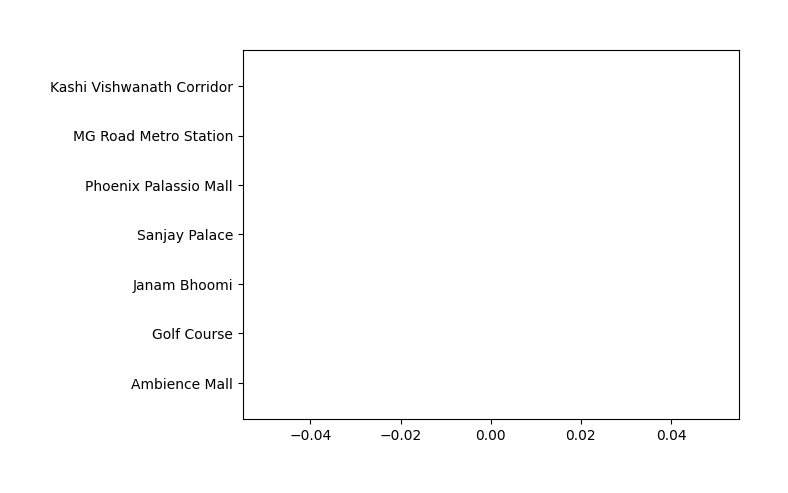 Kashi Vishwanath Corridor
MG Road Metro Station
Phoenix Palassio Mall
Sanjay Palace
Janam Bhoomi
Golf Course
Ambience Mall
−0.04 −0.02 0.00 0.02 0.04